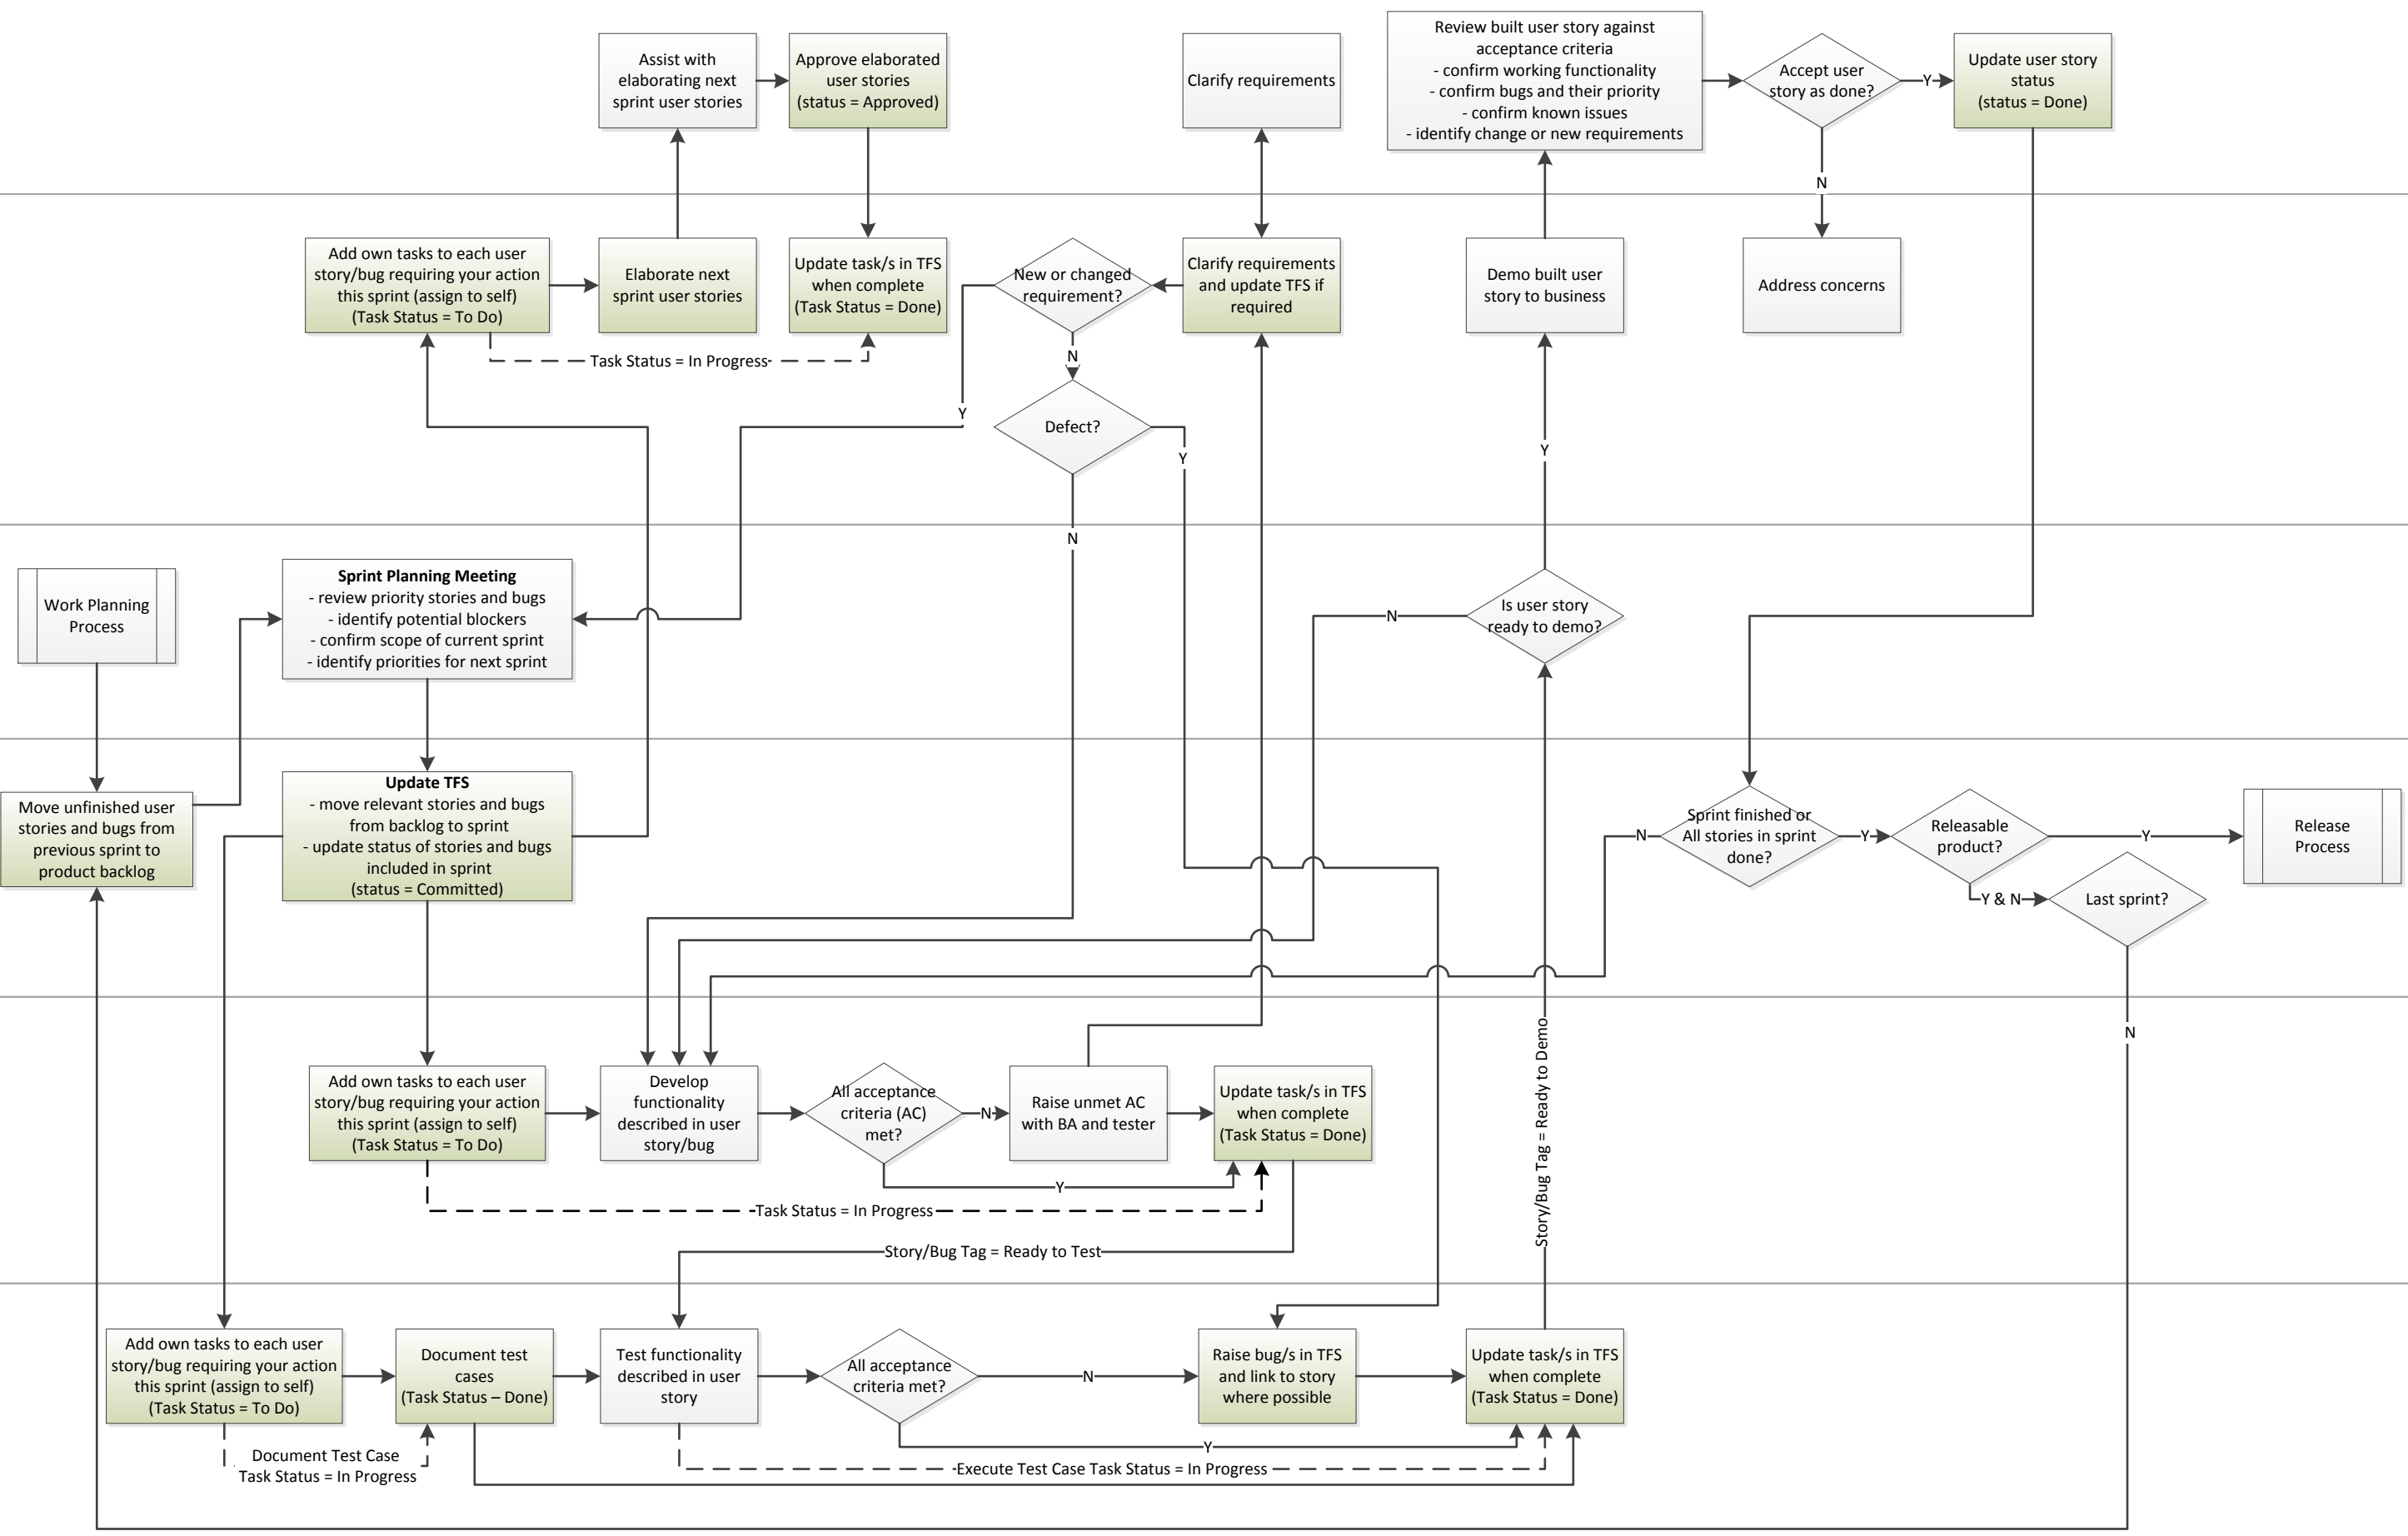 Assist with
elaborating next
sprint user stories
Approve elaborated
user stories
(status = Approved)
Clarify requirements
Review built user story against
acceptance criteria
- confirm working functionality
- confirm bugs and their priority
- confirm known issues
- identify change or new requirements
Accept user
story as done?
Y
Update user story
status
(status = Done)
N
Add own tasks to each user
story/bug requiring your action
this sprint (assign to self)
(Task Status = To Do)
Elaborate next
sprint user stories
Update task/s in TFS
when complete
(Task Status = Done)
New or changed
requirement?
Clarify requirements
and update TFS if
required
Demo built user
story to business
Address concerns
Task Status = In Progress
N
Y
Defect?
Y
Y
N
Work Planning
Process
Sprint Planning Meeting
- review priority stories and bugs
- identify potential blockers
- confirm scope of current sprint
- identify priorities for next sprint
N
Is user story
ready to demo?
Move unfinished user
stories and bugs from
previous sprint to
product backlog
Update TFS
- move relevant stories and bugs
from backlog to sprint
- update status of stories and bugs
included in sprint
(status = Committed)
N
Sprint finished or
All stories in sprint
done?
Y
Releasable
product?
Y
Release
Process
Y & N
Last sprint?
N
Story/Bug Tag = Ready to Demo
Add own tasks to each user
story/bug requiring your action
this sprint (assign to self)
(Task Status = To Do)
Develop
functionality
described in user
story/bug
All acceptance
criteria (AC)
met?
N
Raise unmet AC
with BA and tester
Update task/s in TFS
when complete
(Task Status = Done)
Y
Task Status = In Progress
Story/Bug Tag = Ready to Test
Add own tasks to each user
story/bug requiring your action
this sprint (assign to self)
(Task Status = To Do)
Document test
cases
(Task Status – Done)
Test functionality
described in user
story
All acceptance
criteria met?
N
Raise bug/s in TFS
and link to story
where possible
Update task/s in TFS
when complete
(Task Status = Done)
Y
Document Test Case
Task Status = In Progress
Execute Test Case Task Status = In Progress